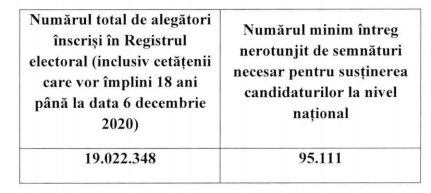 Numărul total de alegători
înscriși în Registrul
electoral (inclusiv cetățenii
care vor împlini 18 ani
până la data 6 decembrie
2020)
Numărul minim întreg
nerotunjit de semnături
necesar pentru susținerea
candidaturilor la nivel
național
19.022.348
95.111